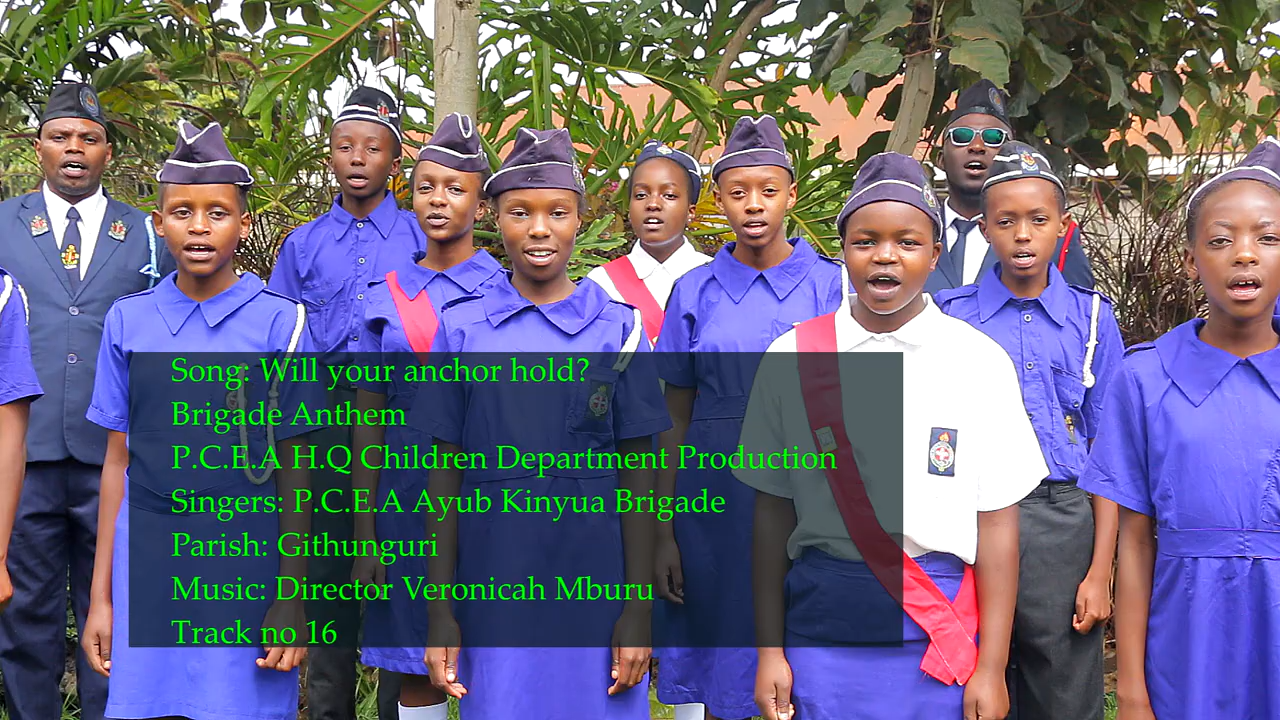 Song: Will your anchor hold?
Brigade Anthem
P.C.E.A H.Q Children Department Production
Singers: P.C.E.A Ayub Kinyua Brigade
Parish: Githunguri
Music: Director Veronicah Mburu
Track no 16